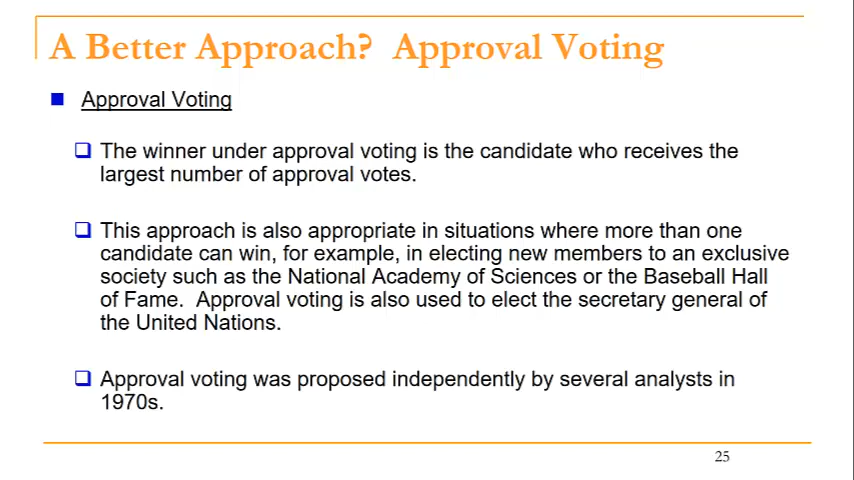 A Better Approach? Approval Voting
Approval Voting
The winner under approval voting is the candidate who receives the
largest number of approval votes.
This approach is also appropriate in situations where more than one
candidate can win, for example, in electing new members to an exclusive
society such as the National Academy of Sciences or the Baseball Hall
of Fame. Approval voting is also used to elect the secretary general of
the United Nations.
Approval voting was proposed independently by several analysts in
1970s.
25